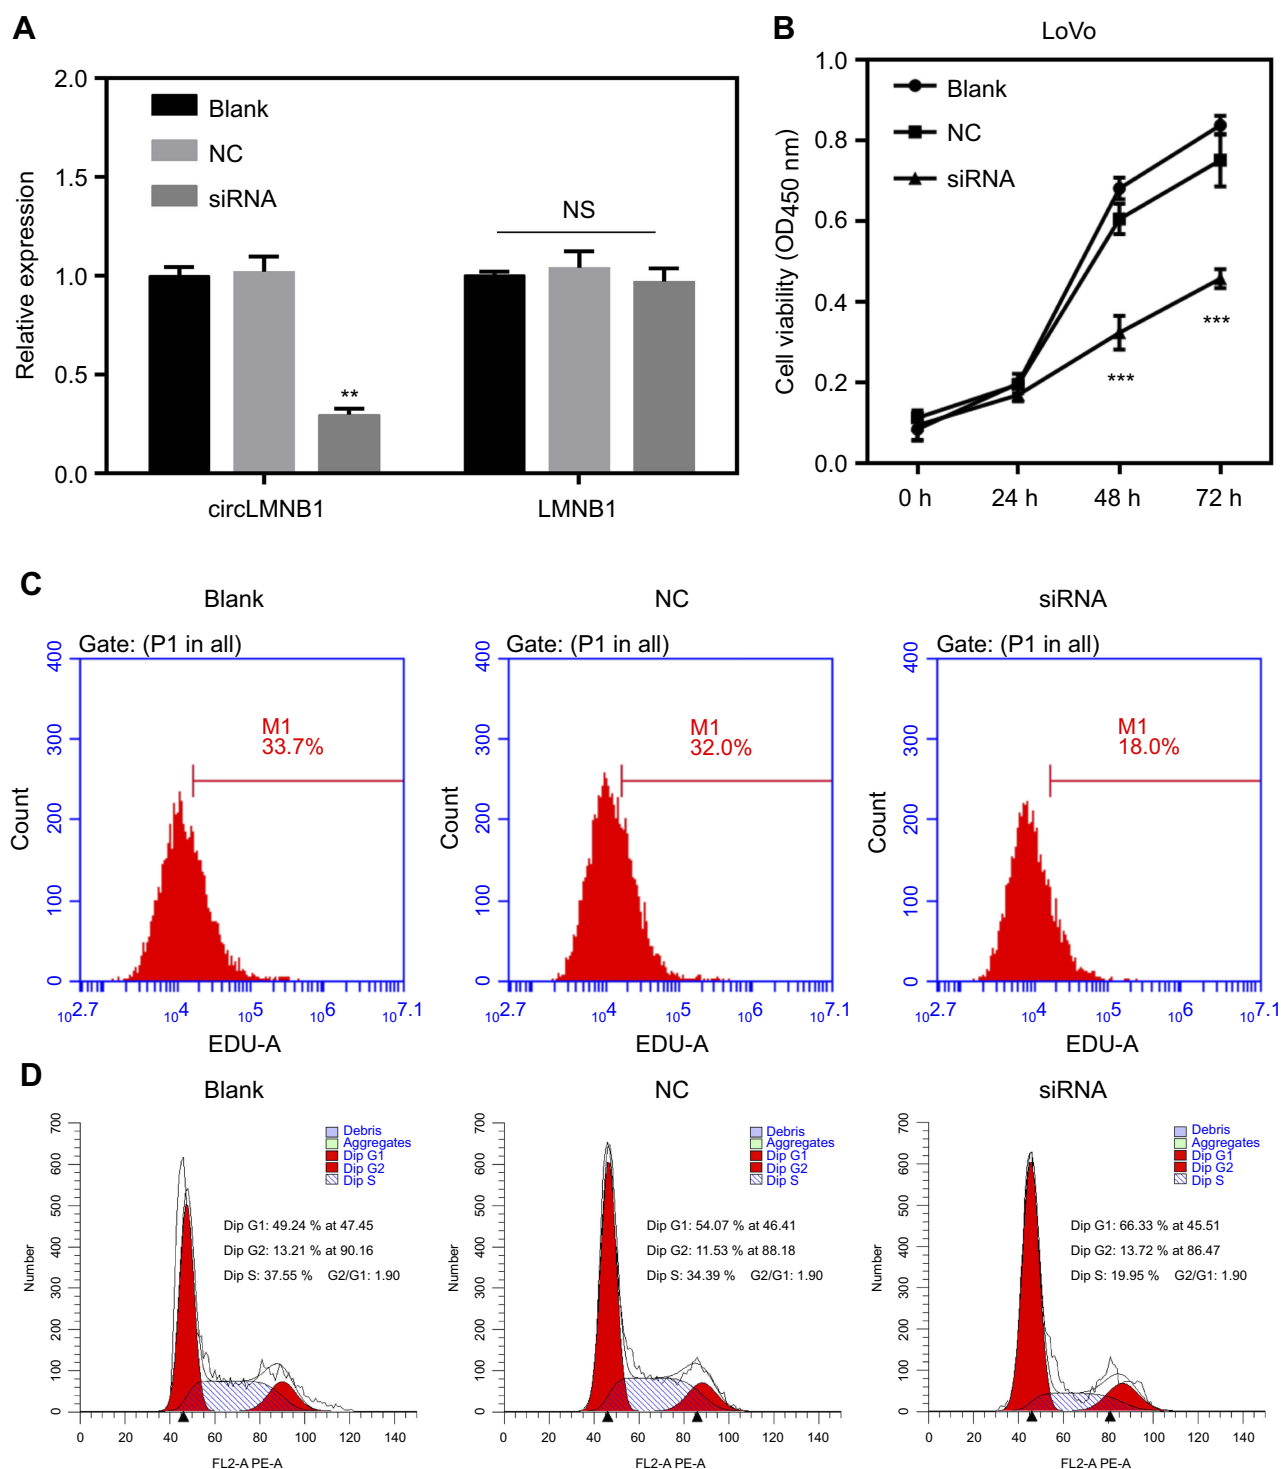 A
2.0
1.5
1.0
0.5
0.0
Relative expression
Blank
NC
siRNA
**
NS
circLMNB1
LMNB1
B
LoVo
1.0
0.8
0.6
0.4
0.2
0.0
Cell viability (OD450 nm)
Blank
NC
siRNA
***
***
0 h
24 h
48 h
72 h
C
Blank
Gate: (P1 in all)
400
300
200
100
0
Count
M1
33.7%
10^2.7
10^4
10^5
10^6
10^7.1
EDU-A
NC
Gate: (P1 in all)
400
300
200
100
0
Count
M1
32.0%
10^2.7
10^4
10^5
10^6
10^7.1
EDU-A
siRNA
Gate: (P1 in all)
400
300
200
100
0
Count
M1
18.0%
10^2.7
10^4
10^5
10^6
10^7.1
EDU-A
D
Blank
700
600
500
400
300
200
100
0
Number
Debris
Aggregates
Dip G1
Dip G2
Dip S
Dip G1: 49.24 % at 47.45
Dip G2: 13.21 % at 90.16
Dip S: 37.55 % G2/G1: 1.90
0 20 40 60 80 100 120 140
FL2-A PE-A
NC
700
600
500
400
300
200
100
0
Number
Debris
Aggregates
Dip G1
Dip G2
Dip S
Dip G1: 54.07 % at 46.41
Dip G2: 11.53 % at 88.18
Dip S: 34.39 % G2/G1: 1.90
0 20 40 60 80 100 120 140
FL2-A PE-A
siRNA
700
600
500
400
300
200
100
0
Number
Debris
Aggregates
Dip G1
Dip G2
Dip S
Dip G1: 66.33 % at 45.51
Dip G2: 13.72 % at 86.47
Dip S: 19.95 % G2/G1: 1.90
0 20 40 60 80 100 120 140
FL2-A PE-A